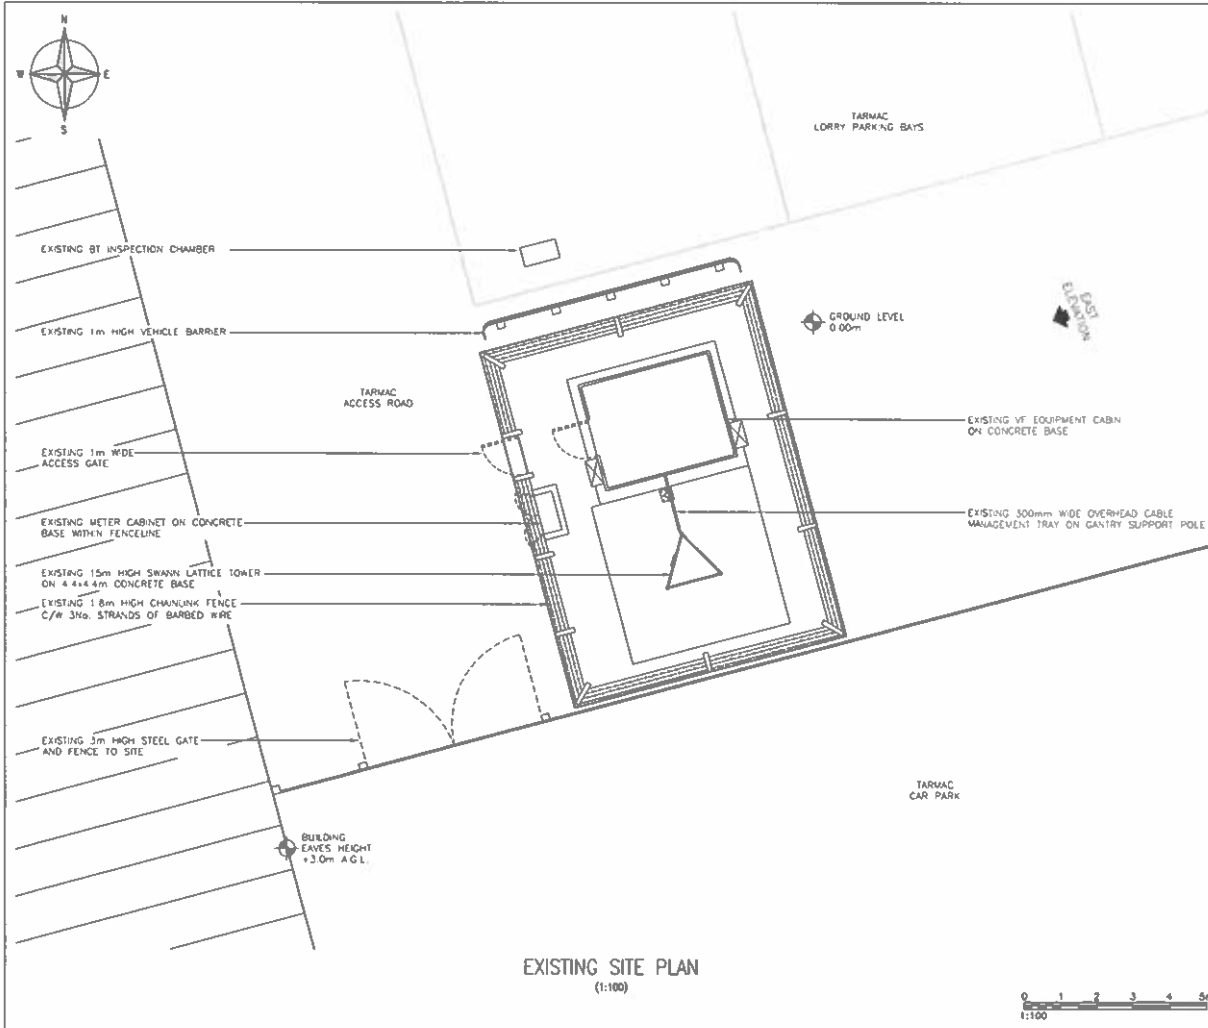 N
W E
S
TARMAC
LORRY PARKING BAYS
EXISTING BT INSPECTION CHAMBER
EAST
ELEVATION
GROUND LEVEL
0.00m
EXISTING 1m HIGH VEHICLE BARRIER
TARMAC
ACCESS ROAD
EXISTING VF EQUIPMENT CABIN
ON CONCRETE BASE
EXISTING 1m WIDE
ACCESS GATE
EXISTING METER CABINET ON CONCRETE
BASE WITHIN FENCELINE
EXISTING 300mm WIDE OVERHEAD CABLE
MANAGEMENT TRAY ON GANTRY SUPPORT POLE
EXISTING 15m HIGH SWANN LATTICE TOWER
ON 4.4x4.4m CONCRETE BASE
EXISTING 1.8m HIGH CHAINLINK FENCE
C/W 3No. STRANDS OF BARBED WIRE
EXISTING 3m HIGH STEEL GATE
AND FENCE TO SITE
TARMAC
CAR PARK
BUILDING
EAVES HEIGHT
+3.0m A.G.L.
EXISTING SITE PLAN
(1:100)
0 1 2 3 4 5
1:100